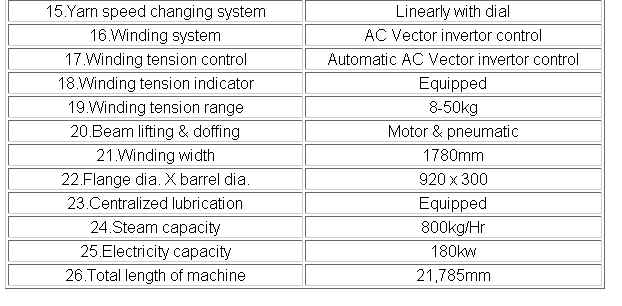 15.Yarn speed changing system Linearly with dial
16.Winding system AC Vector invertor control
17.Winding tension control Automatic AC Vector invertor control
18.Winding tension indicator Equipped
19.Winding tension range 8-50kg
20.Beam lifting & doffing Motor & pneumatic
21.Winding width 1780mm
22.Flange dia. X barrel dia. 920 x 300
23.Centralized lubrication Equipped
24.Steam capacity 800kg/Hr
25.Electricity capacity 180kw
26.Total length of machine 21,785mm